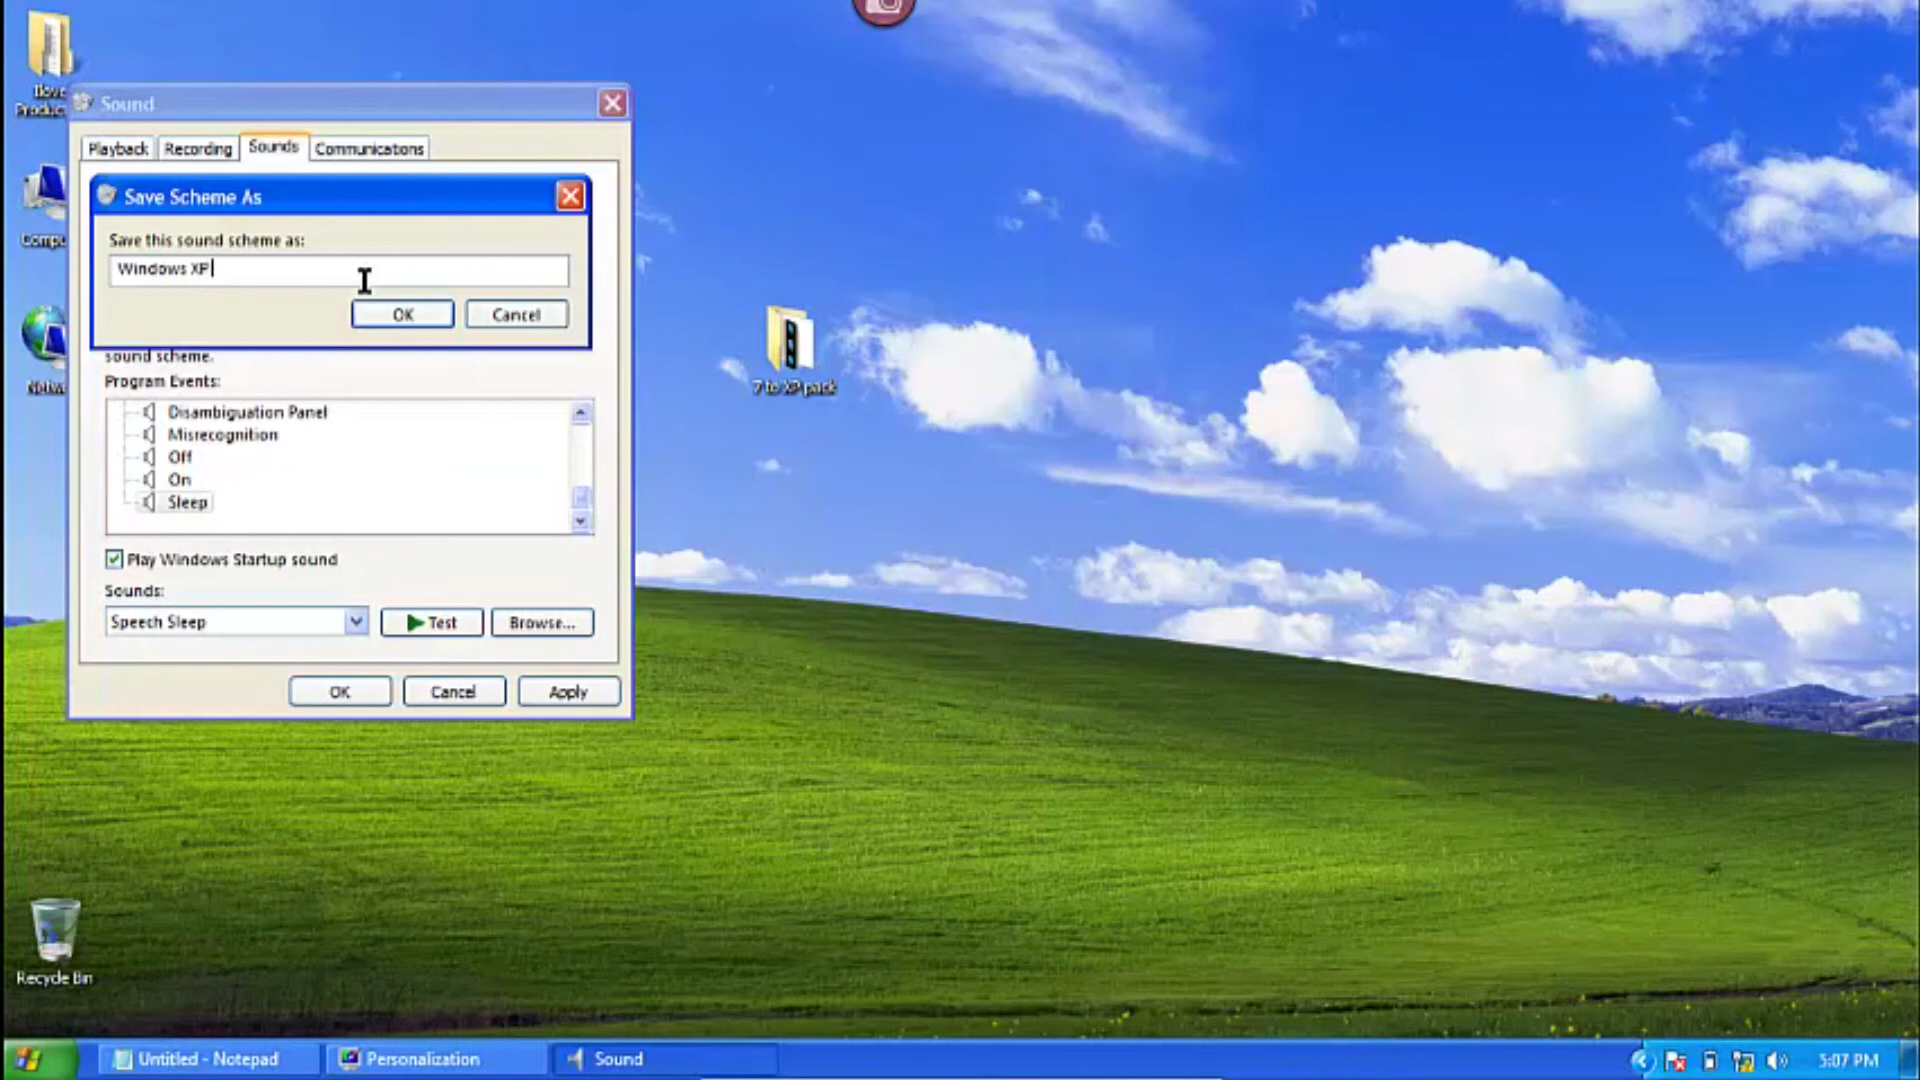 Sound
Playback
Recording
Sounds
Communications
Save Scheme As
Save this sound scheme as:
Windows XP
OK
Cancel
sound scheme.
Program Events:
Disambiguation Panel
Misrecognition
Off
On
Sleep
Play Windows Startup sound
Sounds:
Speech Sleep
Test
Browse...
OK
Cancel
Apply
7 to XP pack
Recycle Bin
Untitled - Notepad
Personalization
Sound
5:07 PM